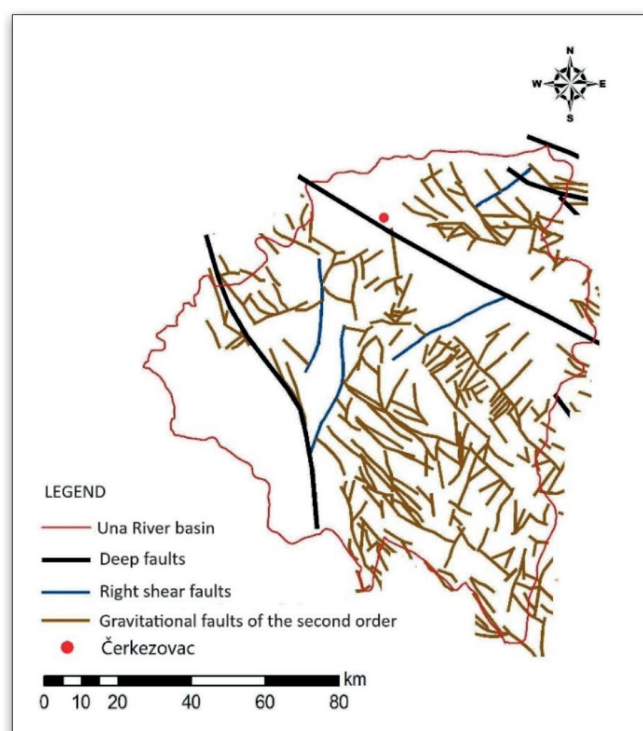 N
W E
S
LEGEND
Una River basin
Deep faults
Right shear faults
Gravitational faults of the second order
Čerkezovac
km
0 10 20 40 60 80